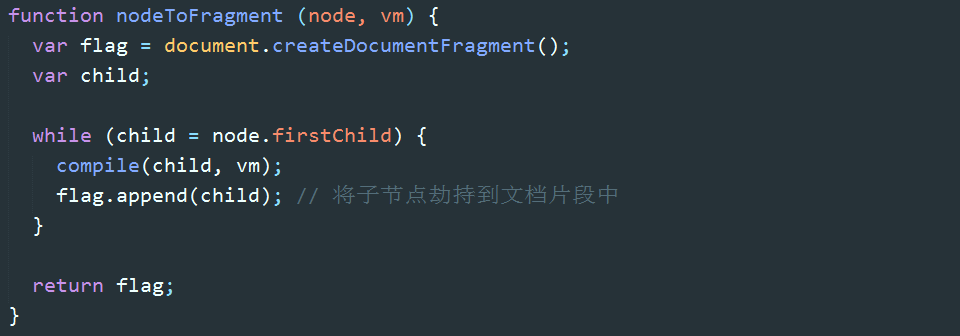 function nodeToFragment (node, vm) {
  var flag = document.createDocumentFragment();
  var child;

  while (child = node.firstChild) {
    compile(child, vm);
    flag.append(child); // 将子节点劫持到文档片段中
  }

  return flag;
}